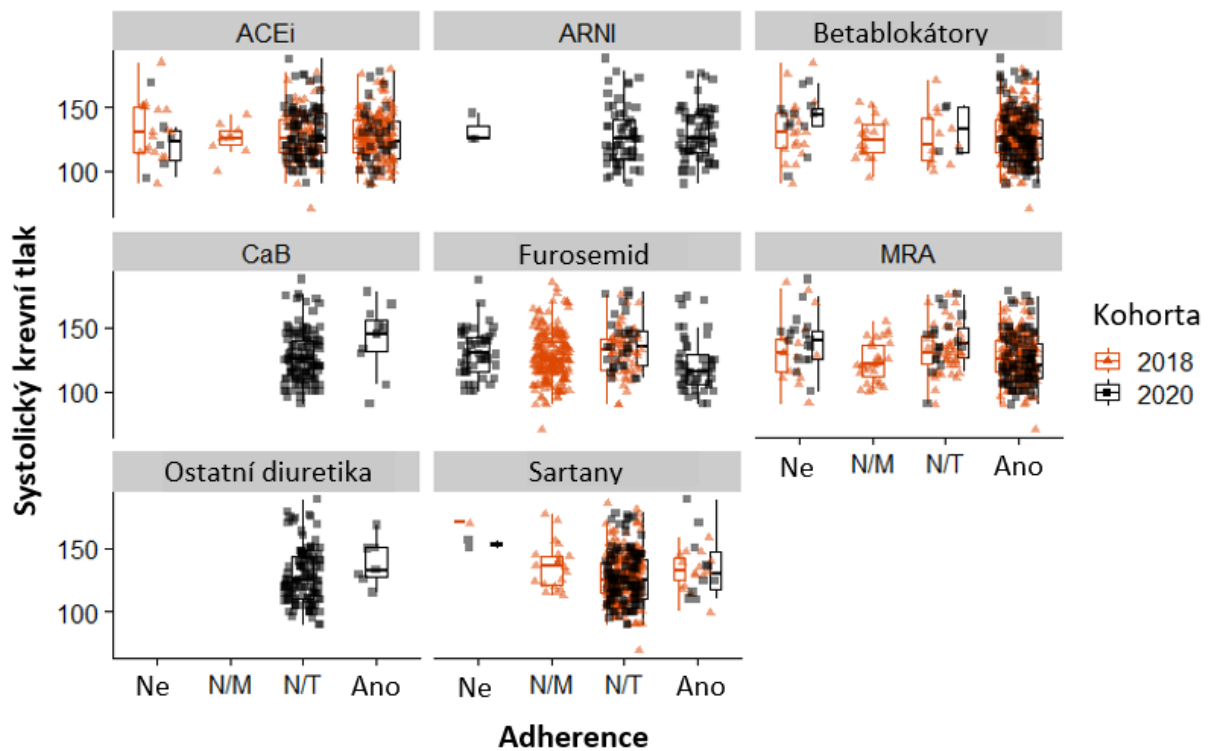 ACEi ARNI Betablokátory
150
100
CaB Furosemid MRA
150
100
Ne N/M N/T Ano
Ostatní diuretika Sartany
150
100
Ne N/M N/T Ano Ne N/M N/T Ano
Systolický krevní tlak
Adherence
Kohorta
2018
2020